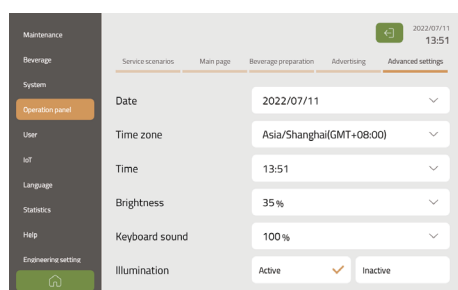 Maintenance
Beverage
System
Operation panel
User
IoT
Language
Statistics
Help
Engineering setting
2022/07/11
13:51
Service scenarios Main page Beverage preparation Advertising Advanced settings
Date 2022/07/11
Time zone Asia/Shanghai(GMT+08:00)
Time 13:51
Brightness 35 %
Keyboard sound 100 %
Illumination Active Inactive